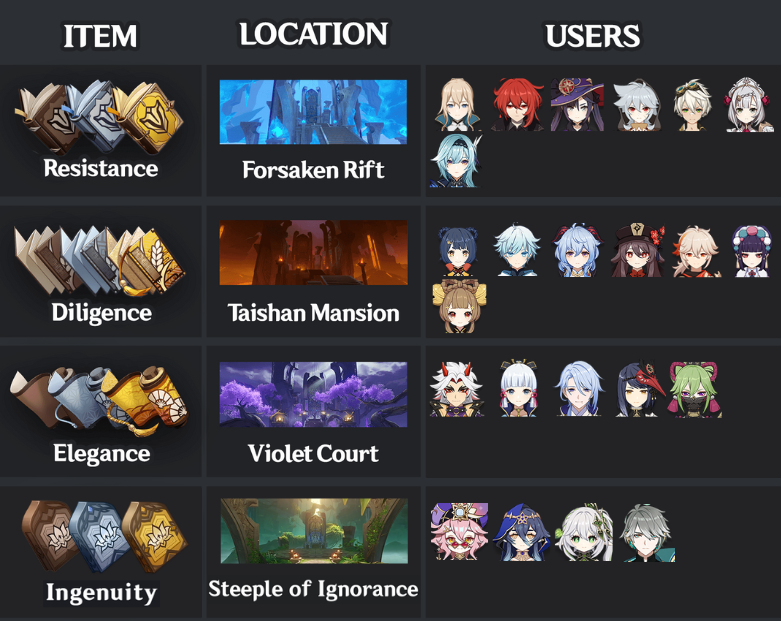 ITEM LOCATION USERS
Resistance Forsaken Rift
Diligence Taishan Mansion
Elegance Violet Court
Ingenuity Steeple of Ignorance